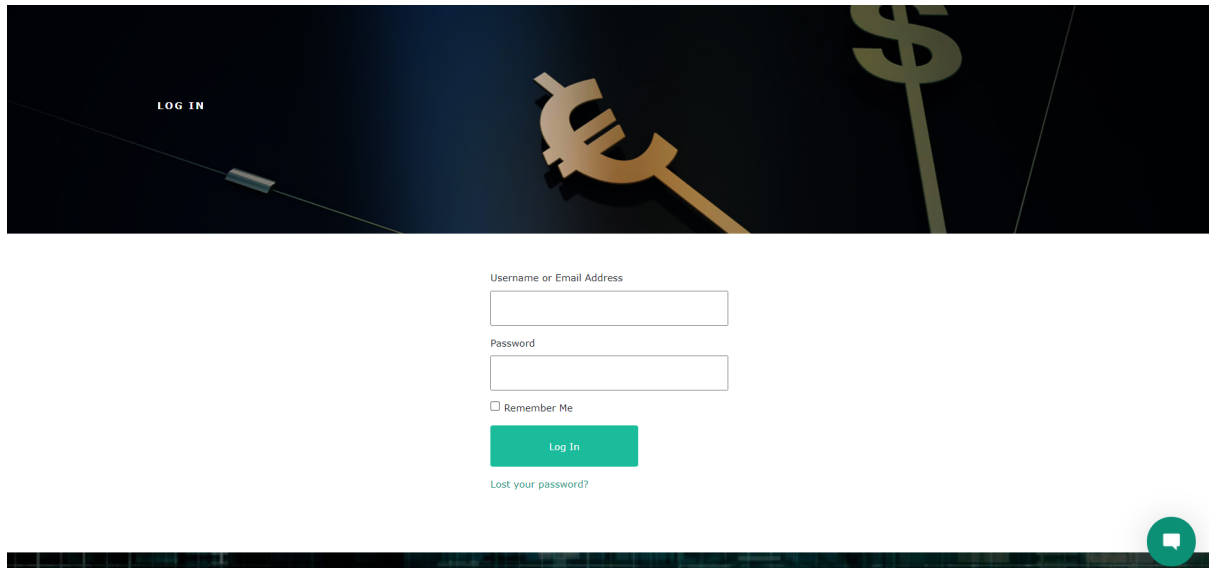 LOG IN
Username or Email Address
Password
Remember Me
Log In
Lost your password?